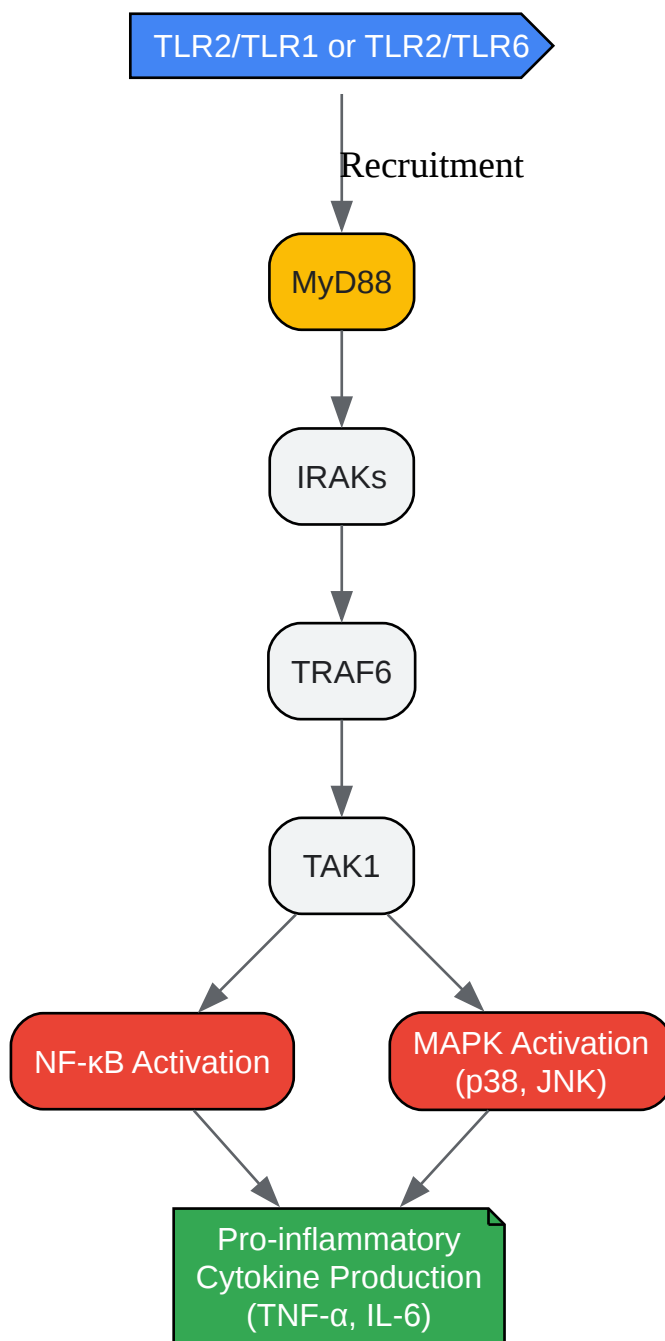 TLR2/TLR1 or TLR2/TLR6
Recruitment
MyD88
IRAKs
TRAF6
TAK1
NF-κB Activation
MAPK Activation
(p38, JNK)
Pro-inflammatory
Cytokine Production
(TNF-α, IL-6)